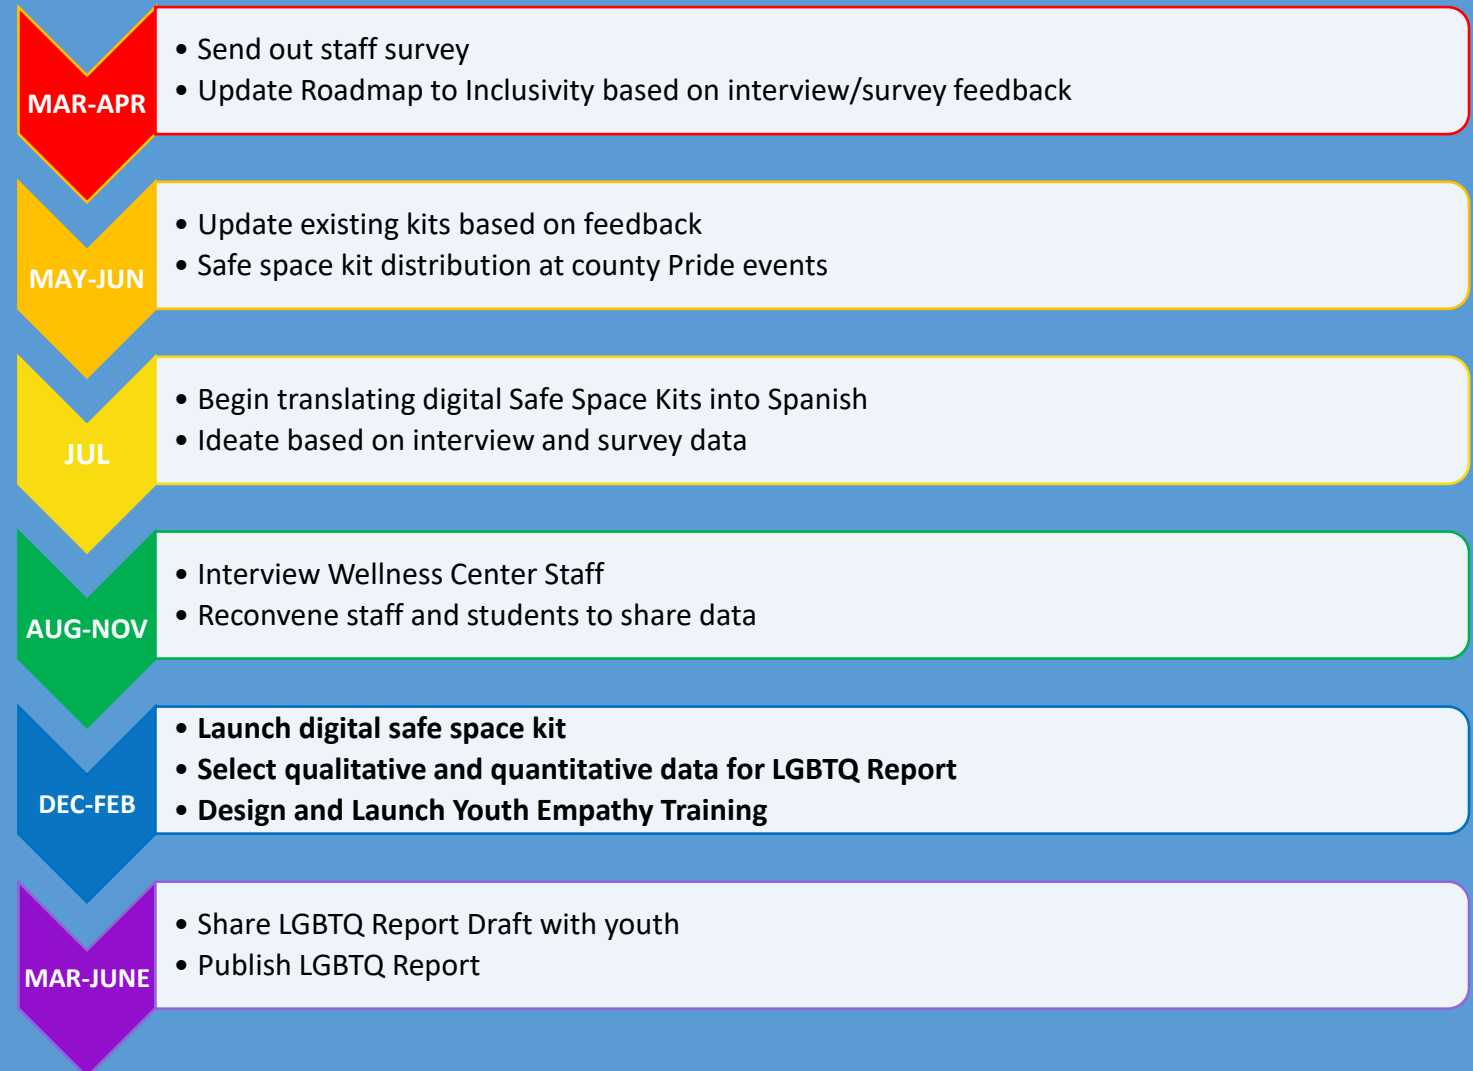 MAR-APR
• Send out staff survey
• Update Roadmap to Inclusivity based on interview/survey feedback
MAY-JUN
• Update existing kits based on feedback
• Safe space kit distribution at county Pride events
JUL
• Begin translating digital Safe Space Kits into Spanish
• Ideate based on interview and survey data
AUG-NOV
• Interview Wellness Center Staff
• Reconvene staff and students to share data
DEC-FEB
• Launch digital safe space kit
• Select qualitative and quantitative data for LGBTQ Report
• Design and Launch Youth Empathy Training
MAR-JUNE
• Share LGBTQ Report Draft with youth
• Publish LGBTQ Report